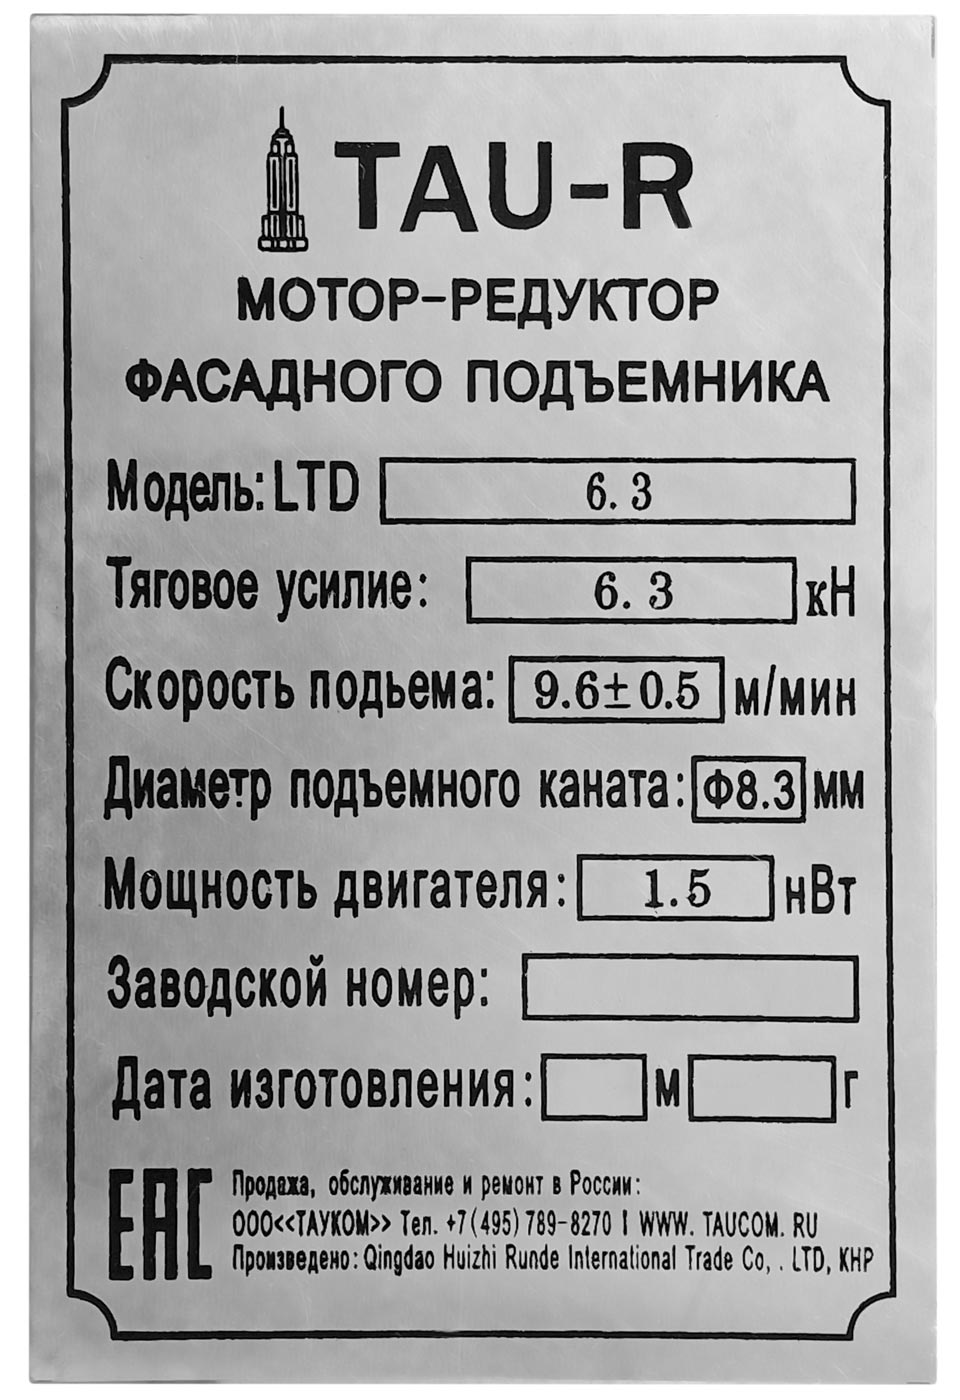 TAU-R
МОТОР-РЕДУКТОР
ФАСАДНОГО ПОДЪЕМНИКА
Модель: LTD 6.3
Тяговое усилие: 6.3 кН
Скорость подьема: 9.6±0.5 м/мин
Диаметр подъемного каната: Ф8.3 мм
Мощность двигателя: 1.5 нВт
Заводской номер:
Дата изготовления: м г
ЕАС
Продажа, обслуживание и ремонт в России:
ООО<<ТАУКОМ>> Тел. +7(495)789-8270 I WWW. TAUCOM. RU
Произведено: Qingdao Huizhi Runde International Trade Co, . LTD, КНР